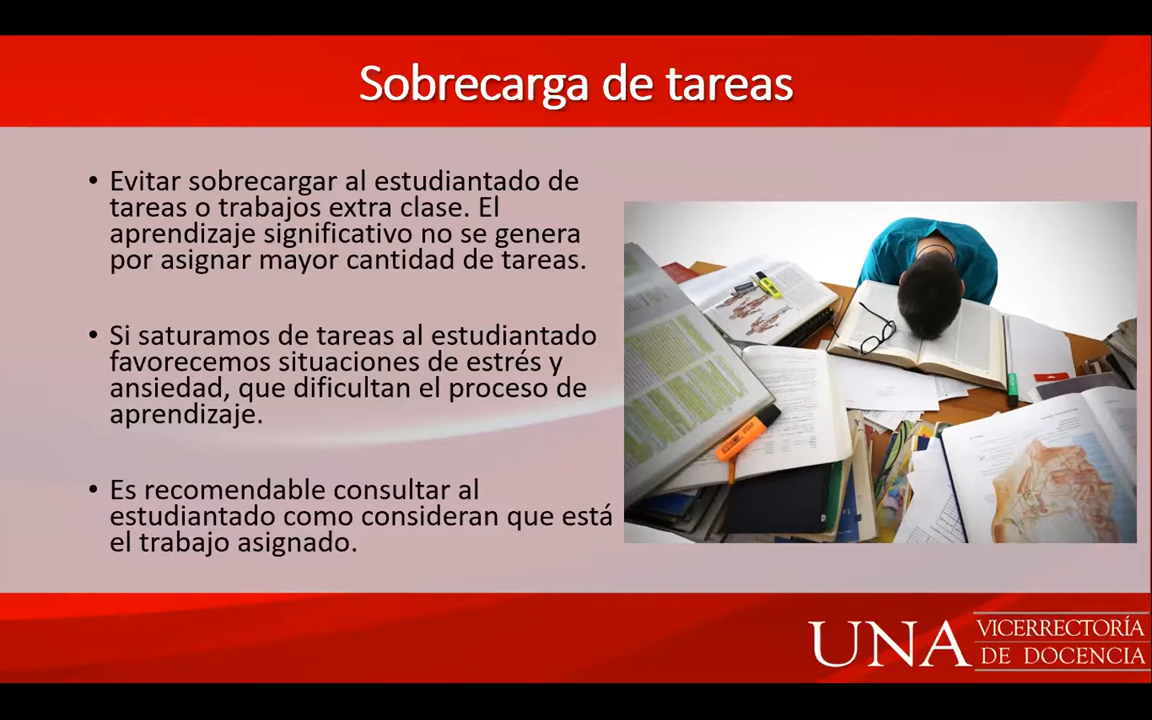 Sobrecarga de tareas
• Evitar sobrecargar al estudiantado de
tareas o trabajos extra clase. El
aprendizaje significativo no se genera
por asignar mayor cantidad de tareas.
• Si saturamos de tareas al estudiantado
favorecemos situaciones de estrés y
ansiedad, que dificultan el proceso de
aprendizaje.
• Es recomendable consultar al
estudiantado como consideran que está
el trabajo asignado.
UNA
VICERRECTORÍA
DE DOCENCIA